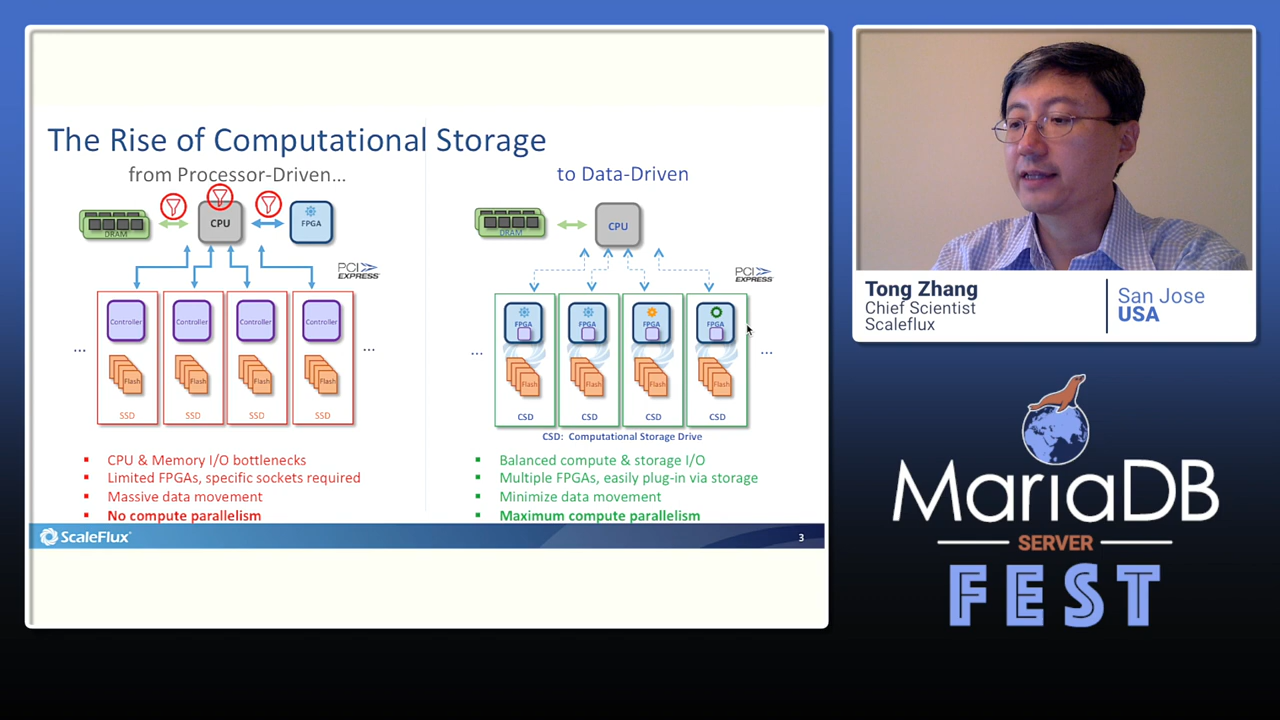 The Rise of Computational Storage
from Processor-Driven...
DRAM
CPU
FPGA
PCI
EXPRESS
Controller
Controller
Controller
Controller
...
...
Flash
Flash
Flash
Flash
SSD
SSD
SSD
SSD
CPU & Memory I/O bottlenecks
Limited FPGAs, specific sockets required
Massive data movement
No compute parallelism
to Data-Driven
DRAM
CPU
PCI
EXPRESS
FPGA
FPGA
FPGA
FPGA
...
...
Flash
Flash
Flash
Flash
CSD
CSD
CSD
CSD
CSD: Computational Storage Drive
Balanced compute & storage I/O
Multiple FPGAs, easily plug-in via storage
Minimize data movement
Maximum compute parallelism
ScaleFlux
3
Tong Zhang
Chief Scientist
Scaleflux
San Jose
USA
MariaDB
SERVER
FEST